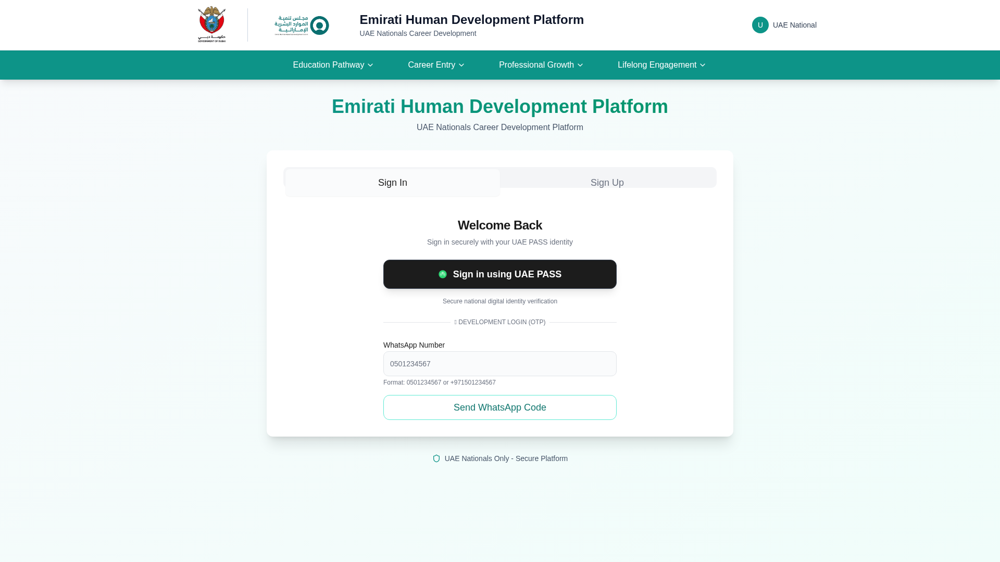 حكومة دبي
GOVERNMENT OF DUBAI
مجلس تنمية
الموارد البشرية
الإماراتية
Emirati Human Development Platform
UAE Nationals Career Development
U
UAE National
Education Pathway
Career Entry
Professional Growth
Lifelong Engagement
Emirati Human Development Platform
UAE Nationals Career Development Platform
Sign In
Sign Up
Welcome Back
Sign in securely with your UAE PASS identity
Sign in using UAE PASS
Secure national digital identity verification
DEVELOPMENT LOGIN (OTP)
WhatsApp Number
0501234567
Format: 0501234567 or +971501234567
Send WhatsApp Code
UAE Nationals Only - Secure Platform